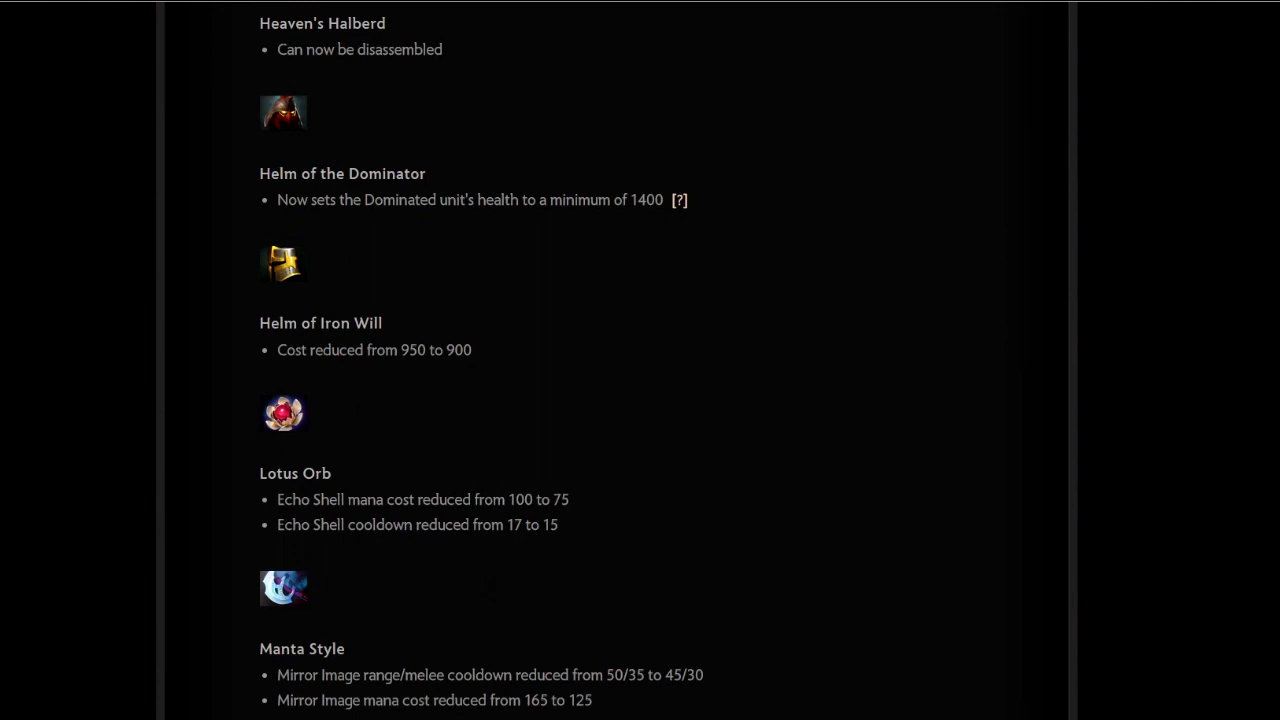 Heaven's Halberd
• Can now be disassembled
Helm of the Dominator
• Now sets the Dominated unit's health to a minimum of 1400 [?]
Helm of Iron Will
• Cost reduced from 950 to 900
Lotus Orb
• Echo Shell mana cost reduced from 100 to 75
• Echo Shell cooldown reduced from 17 to 15
Manta Style
• Mirror Image range/melee cooldown reduced from 50/35 to 45/30
• Mirror Image mana cost reduced from 165 to 125